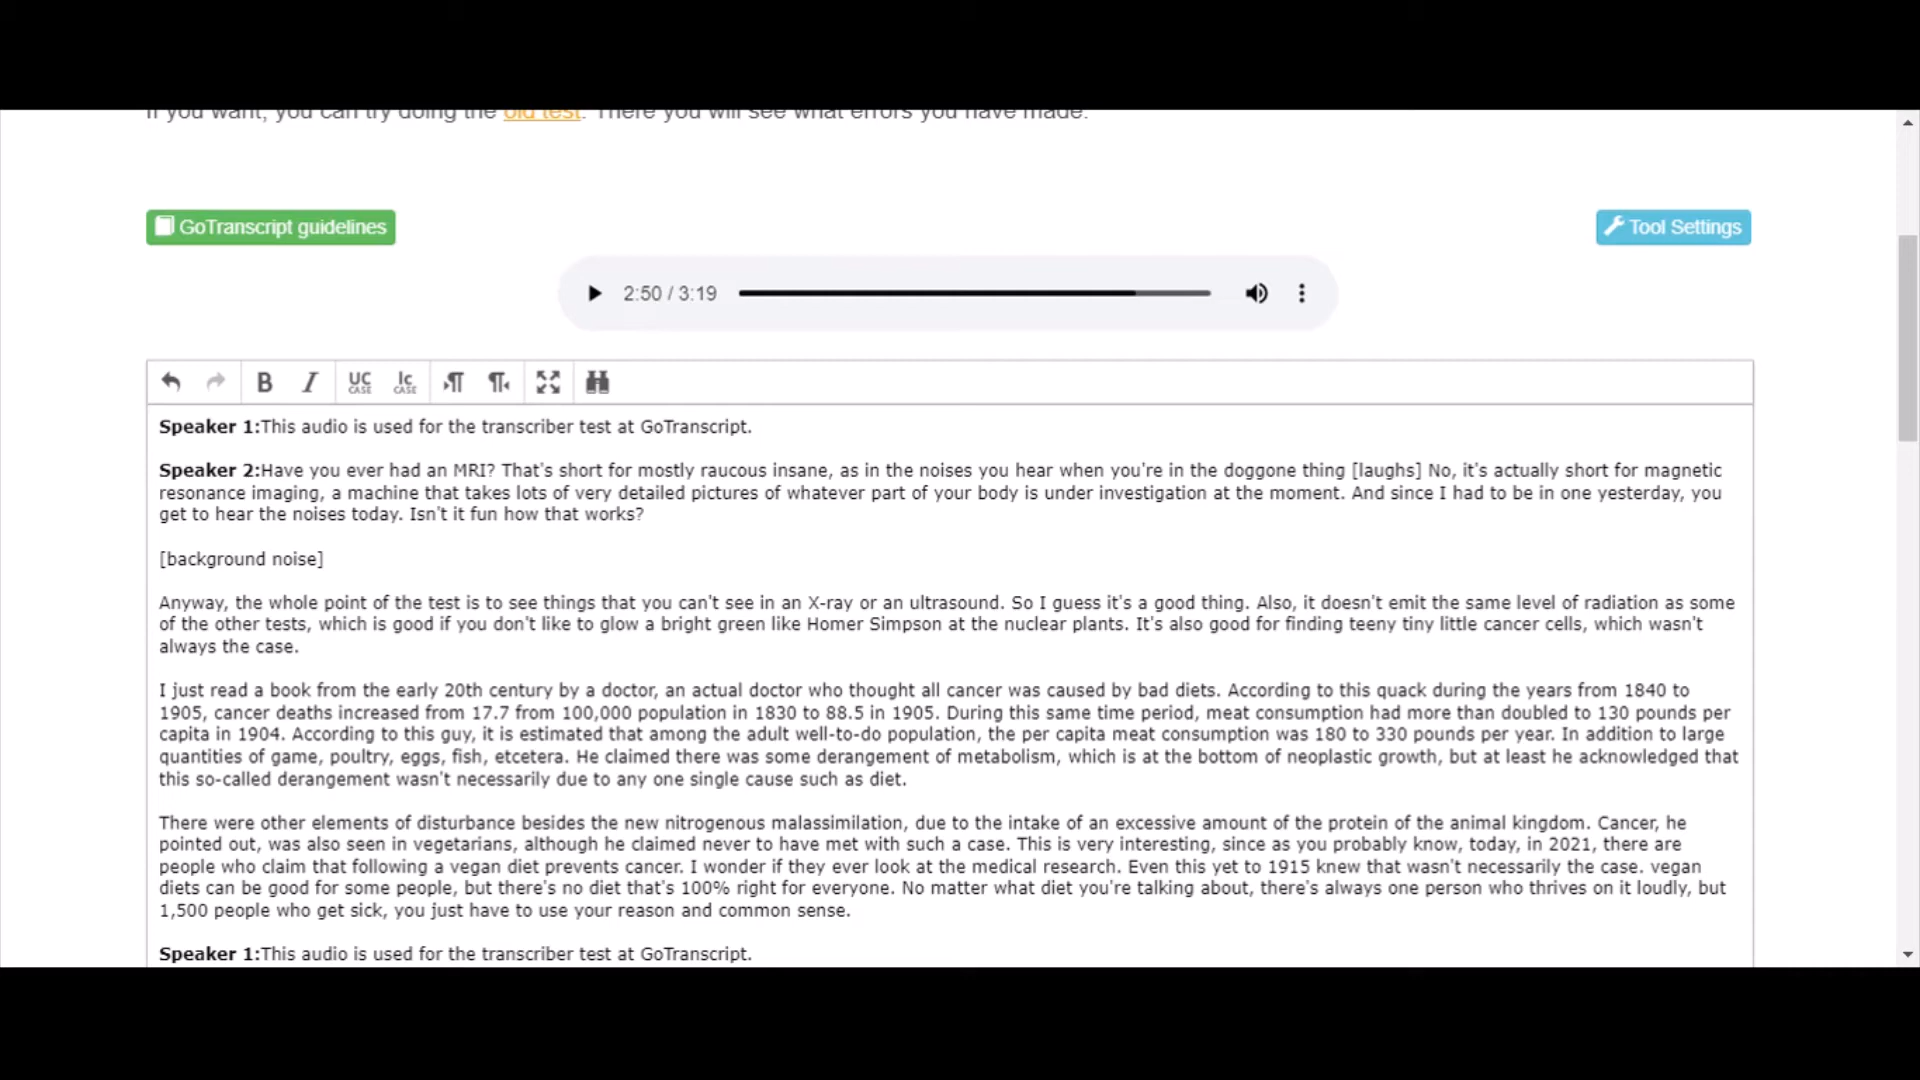 If you want, you can try doing the old test. There you will see what errors you have made.
GoTranscript guidelines
Tool Settings
2:50 / 3:19
B I UC CASE lc CASE
Speaker 1:This audio is used for the transcriber test at GoTranscript.
Speaker 2:Have you ever had an MRI? That's short for mostly raucous insane, as in the noises you hear when you're in the doggone thing [laughs] No, it's actually short for magnetic
resonance imaging, a machine that takes lots of very detailed pictures of whatever part of your body is under investigation at the moment. And since I had to be in one yesterday, you
get to hear the noises today. Isn't it fun how that works?
[background noise]
Anyway, the whole point of the test is to see things that you can't see in an X-ray or an ultrasound. So I guess it's a good thing. Also, it doesn't emit the same level of radiation as some
of the other tests, which is good if you don't like to glow a bright green like Homer Simpson at the nuclear plants. It's also good for finding teeny tiny little cancer cells, which wasn't
always the case.
I just read a book from the early 20th century by a doctor, an actual doctor who thought all cancer was caused by bad diets. According to this quack during the years from 1840 to
1905, cancer deaths increased from 17.7 from 100,000 population in 1830 to 88.5 in 1905. During this same time period, meat consumption had more than doubled to 130 pounds per
capita in 1904. According to this guy, it is estimated that among the adult well-to-do population, the per capita meat consumption was 180 to 330 pounds per year. In addition to large
quantities of game, poultry, eggs, fish, etcetera. He claimed there was some derangement of metabolism, which is at the bottom of neoplastic growth, but at least he acknowledged that
this so-called derangement wasn't necessarily due to any one single cause such as diet.
There were other elements of disturbance besides the new nitrogenous malassimilation, due to the intake of an excessive amount of the protein of the animal kingdom. Cancer, he
pointed out, was also seen in vegetarians, although he claimed never to have met with such a case. This is very interesting, since as you probably know, today, in 2021, there are
people who claim that following a vegan diet prevents cancer. I wonder if they ever look at the medical research. Even this yet to 1915 knew that wasn't necessarily the case. vegan
diets can be good for some people, but there's no diet that's 100% right for everyone. No matter what diet you're talking about, there's always one person who thrives on it loudly, but
1,500 people who get sick, you just have to use your reason and common sense.
Speaker 1:This audio is used for the transcriber test at GoTranscript.